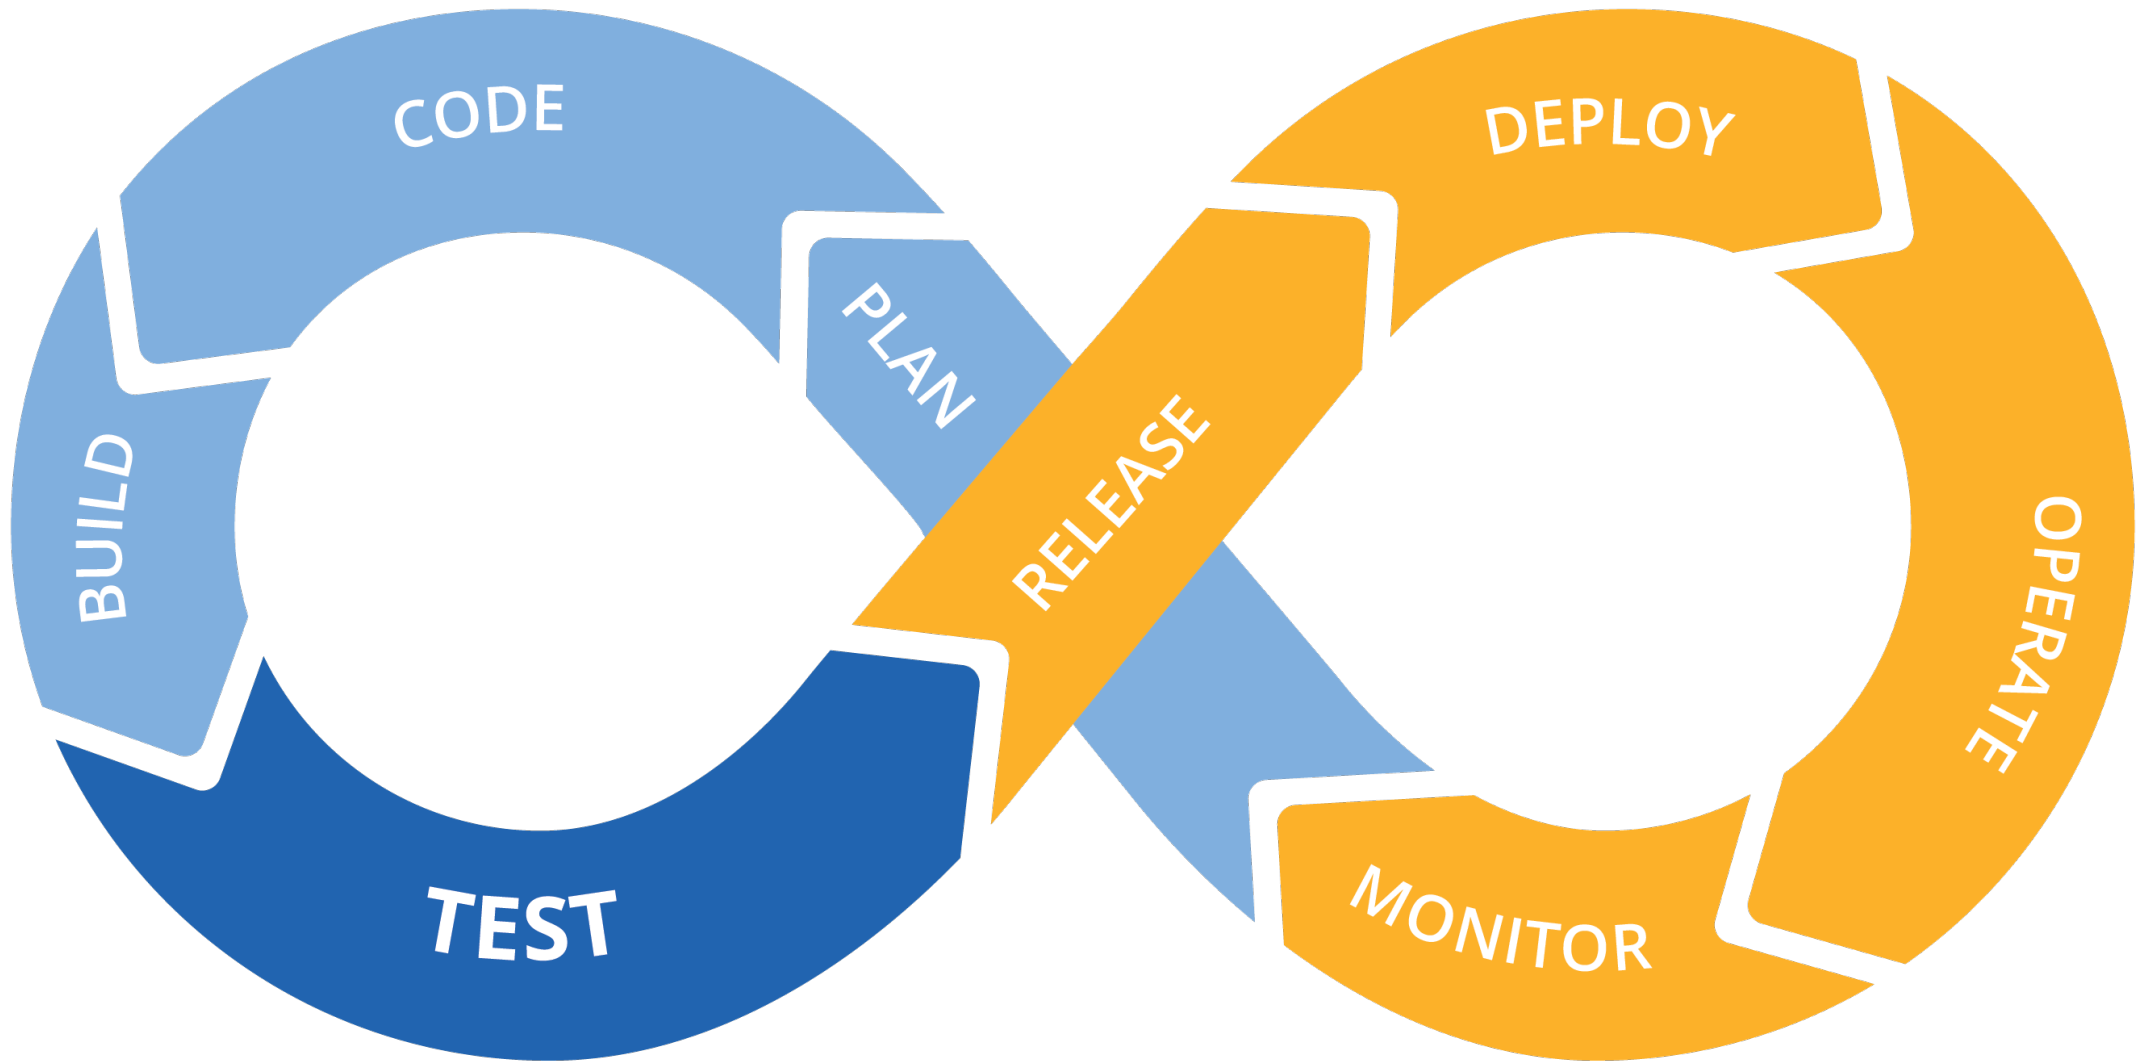 CODE
DEPLOY
PLAN
RELEASE
BUILD
OPERATE
TEST
MONITOR